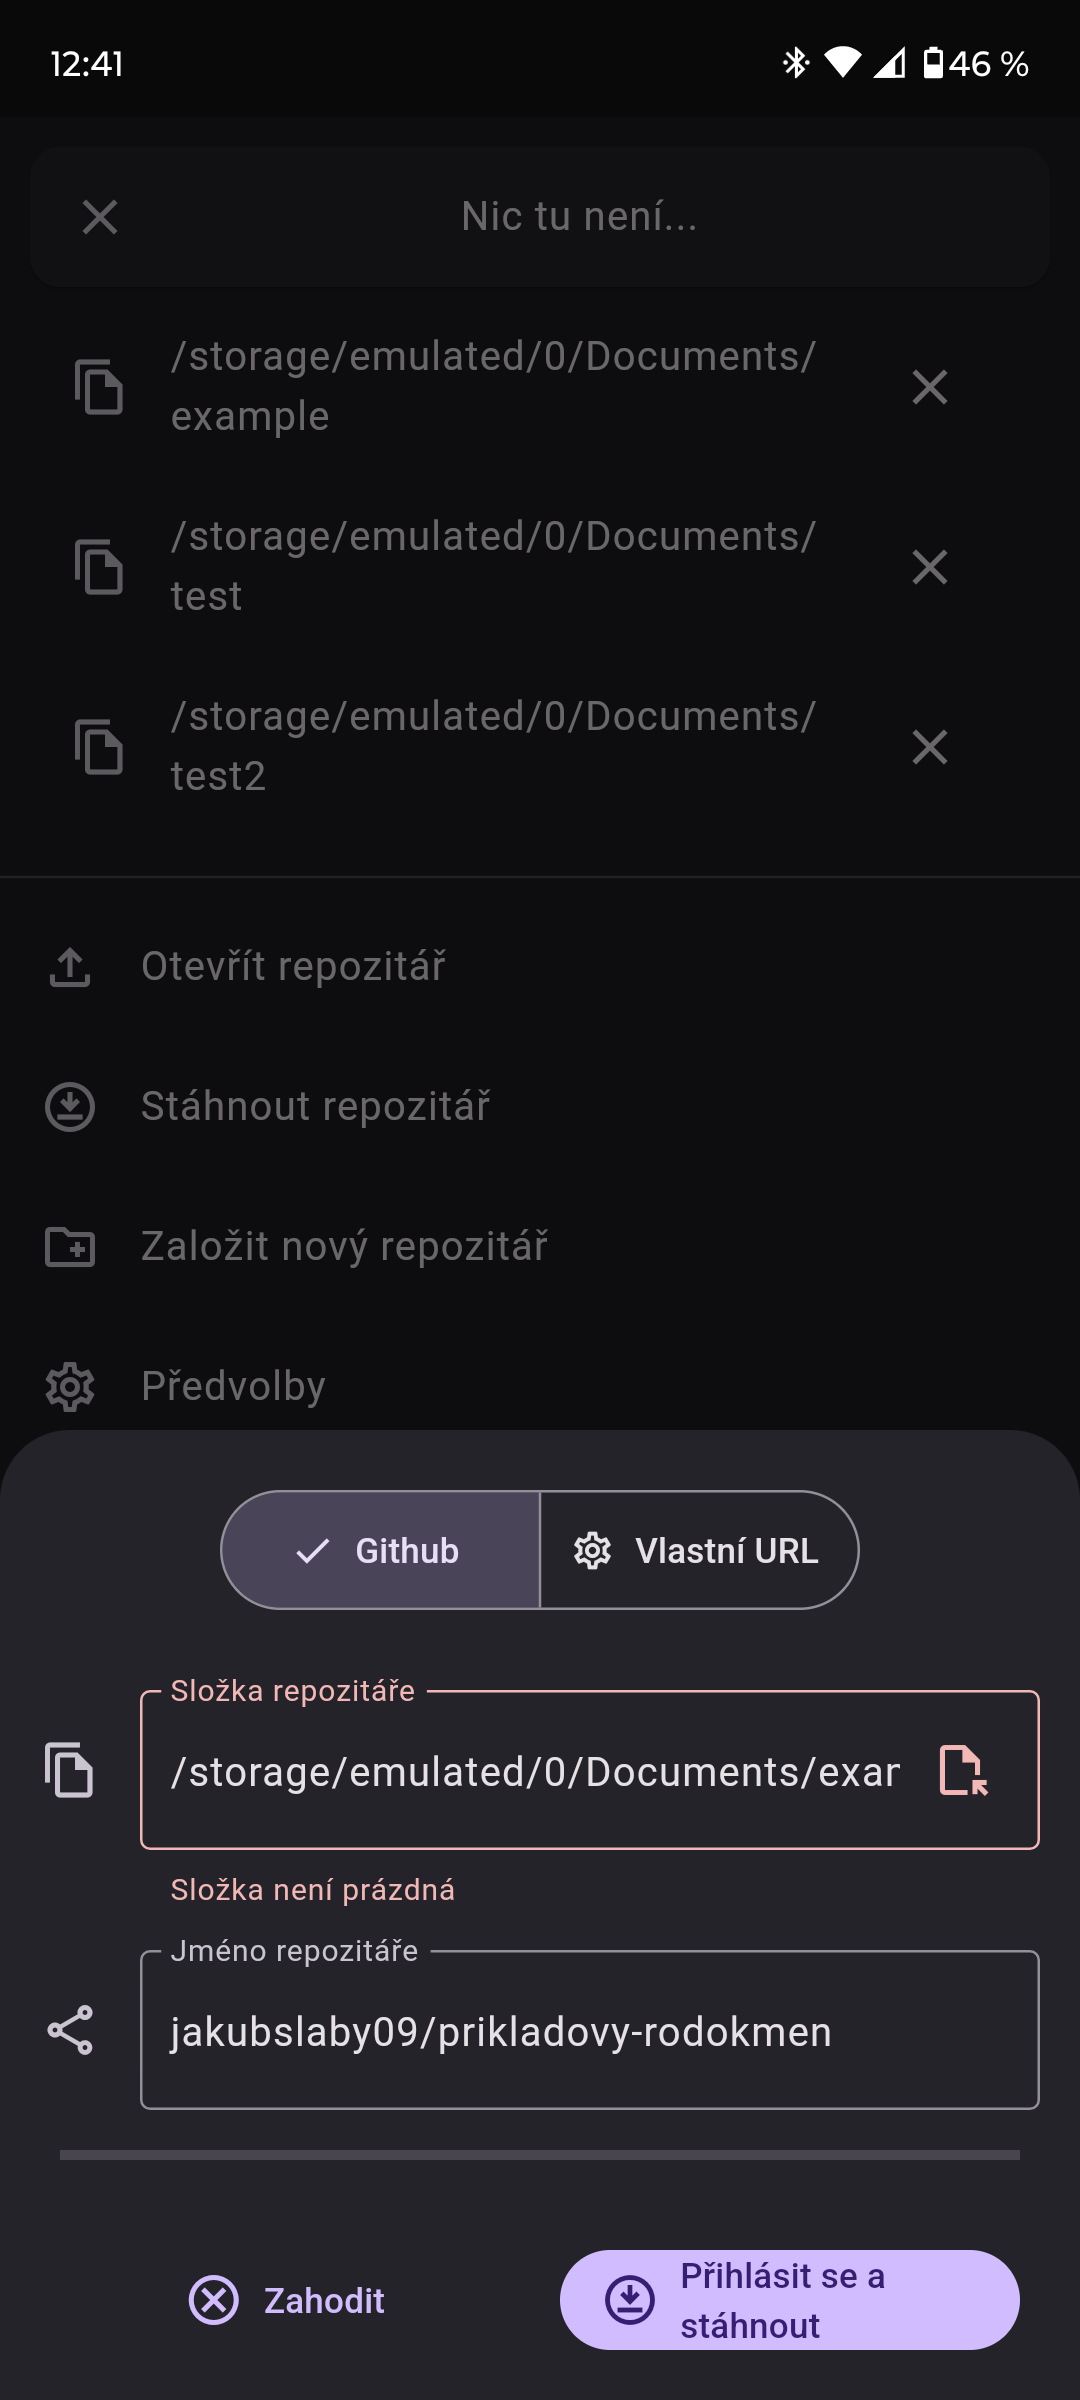 12:41
46 %
Nic tu není...
/storage/emulated/0/Documents/
example
/storage/emulated/0/Documents/
test
/storage/emulated/0/Documents/
test2
Otevřít repozitář
Stáhnout repozitář
Založit nový repozitář
Předvolby
Github
Vlastní URL
Složka repozitáře
/storage/emulated/0/Documents/exam
Složka není prázdná
Jméno repozitáře
jakubslaby09/prikladovy-rodokmen
Zahodit
Přihlásit se a
stáhnout